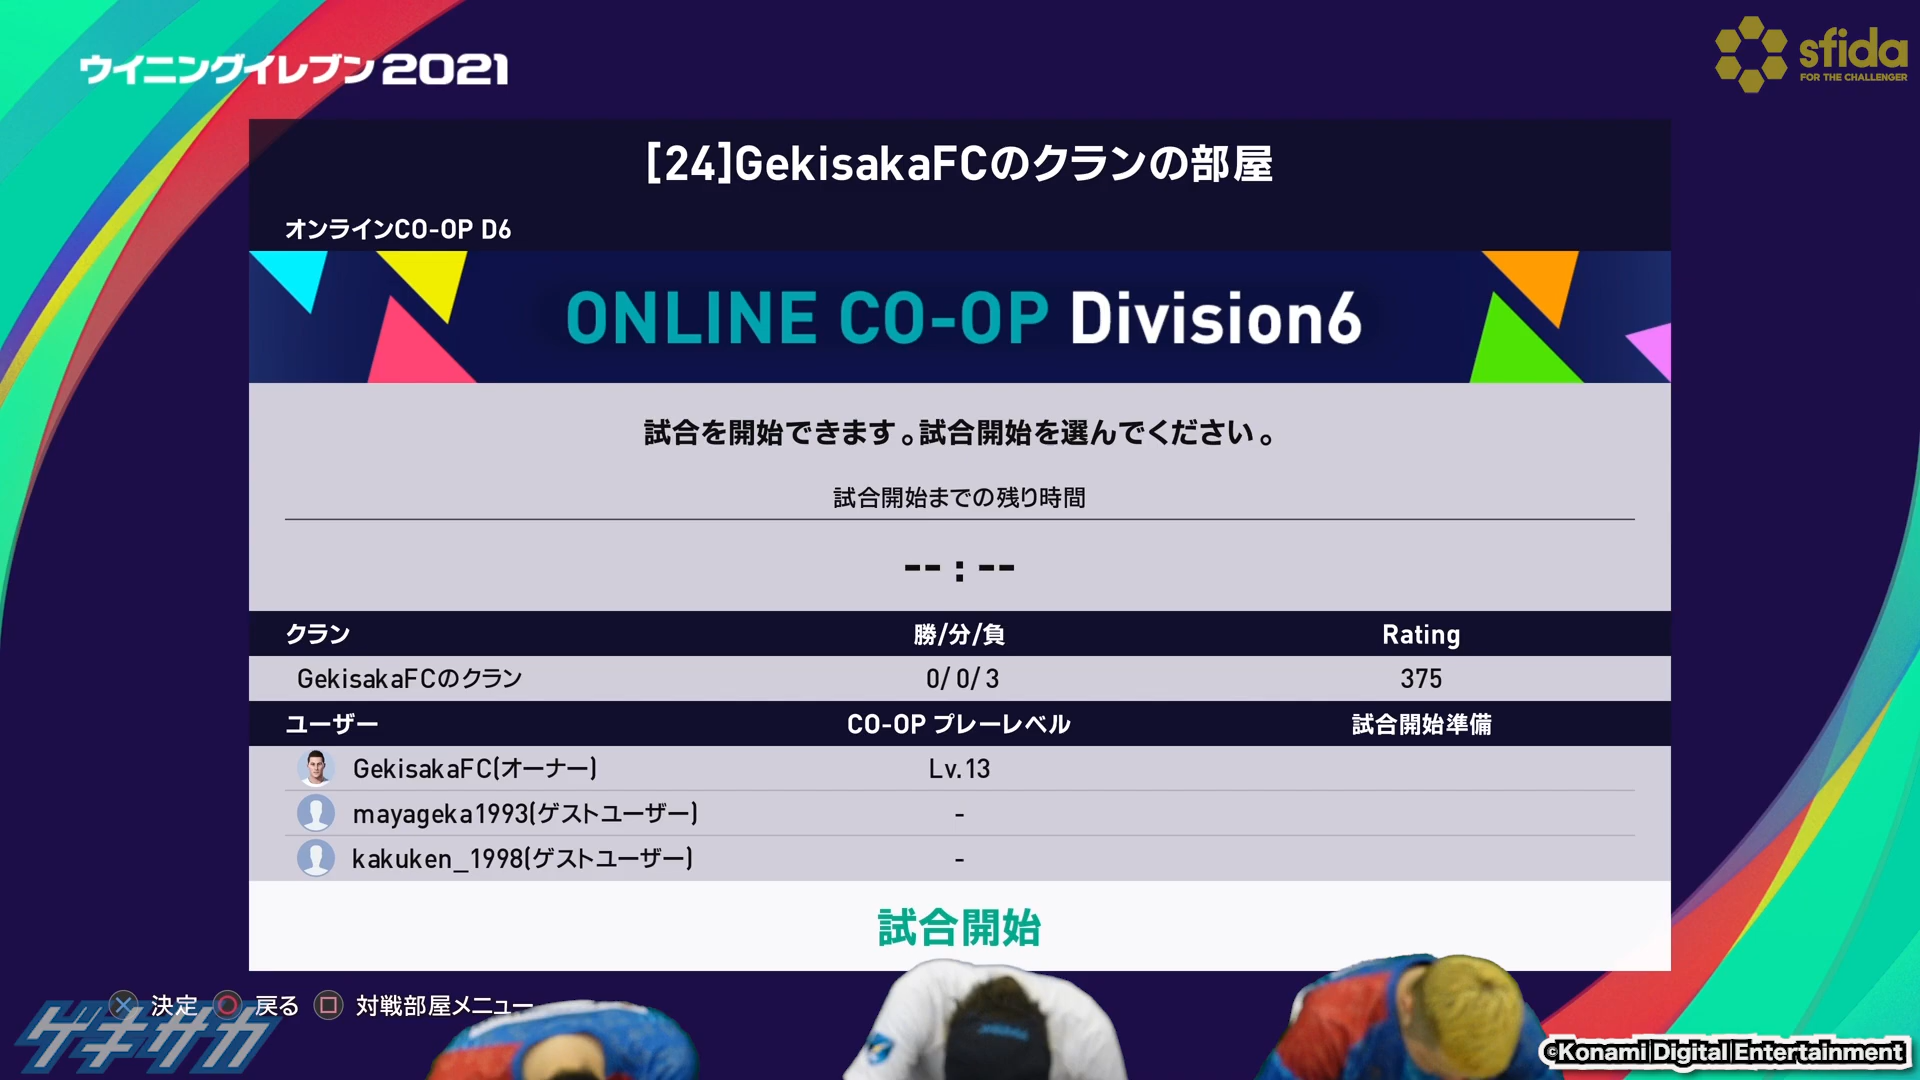 ウイニングイレブン2021
sfida
FOR THE CHALLENGER
[24]GekisakaFCのクランの部屋
オンラインCO-OP D6
ONLINE CO-OP Division6
試合を開始できます。試合開始を選んでください。
試合開始までの残り時間
--:--
クラン 勝/分/負 Rating
GekisakaFCのクラン 0/0/3 375
ユーザー CO-OP プレーレベル 試合開始準備
GekisakaFC(オーナー) Lv.13
mayageka1993(ゲストユーザー) -
kakuken_1998(ゲストユーザー) -
試合開始
決定 戻る 対戦部屋メニュー
ゲキサカ
©Konami Digital Entertainment